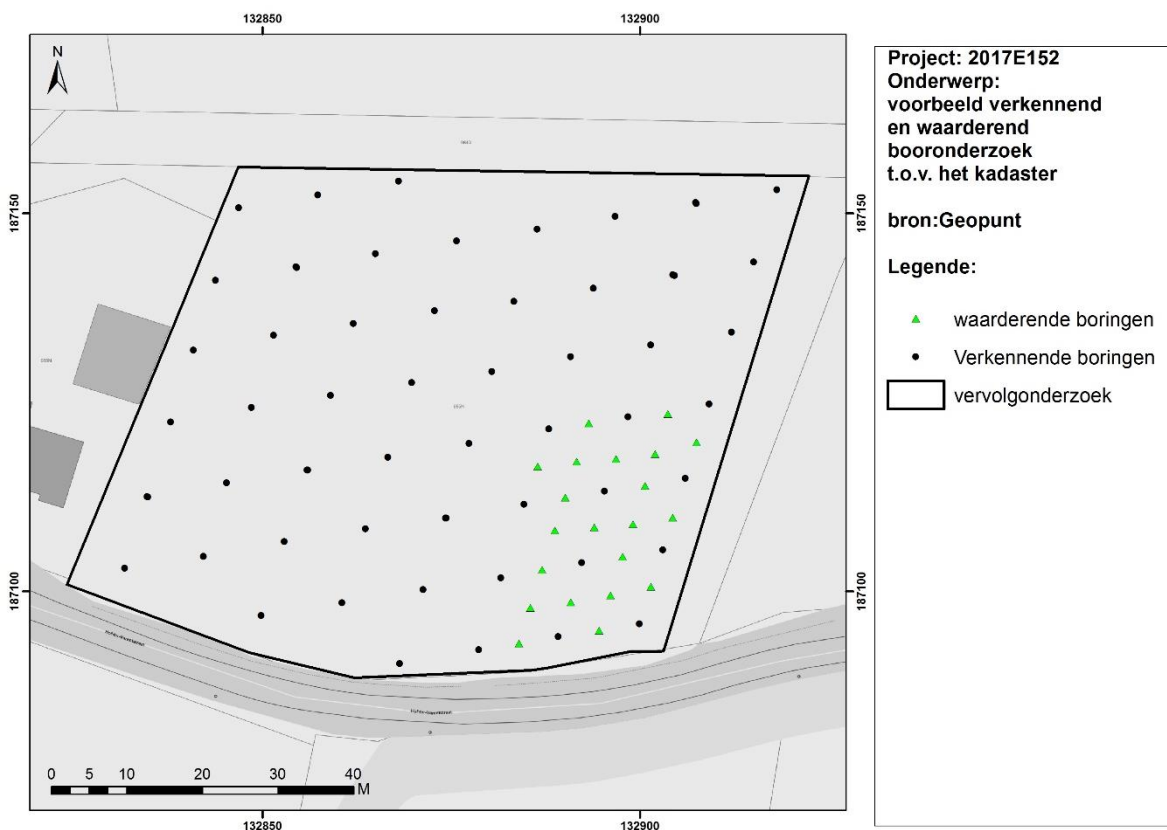 132850
132900
N
187150
187150
187100
187100
0 5 10 20 30 40
M
132850
132900
Project: 2017E152
Onderwerp:
voorbeeld verkennend
en waarderend
booronderzoek
t.o.v. het kadaster
bron:Geopunt
Legende:
waarderende boringen
Verkennende boringen
vervolgonderzoek